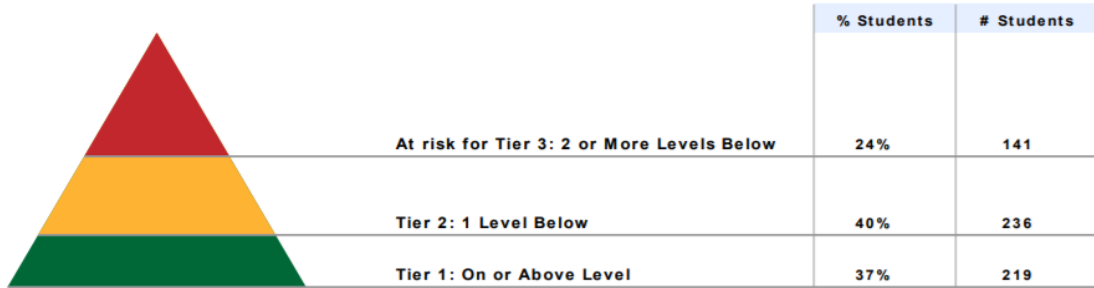 % Students # Students
At risk for Tier 3: 2 or More Levels Below 24% 141
Tier 2: 1 Level Below 40% 236
Tier 1: On or Above Level 37% 219